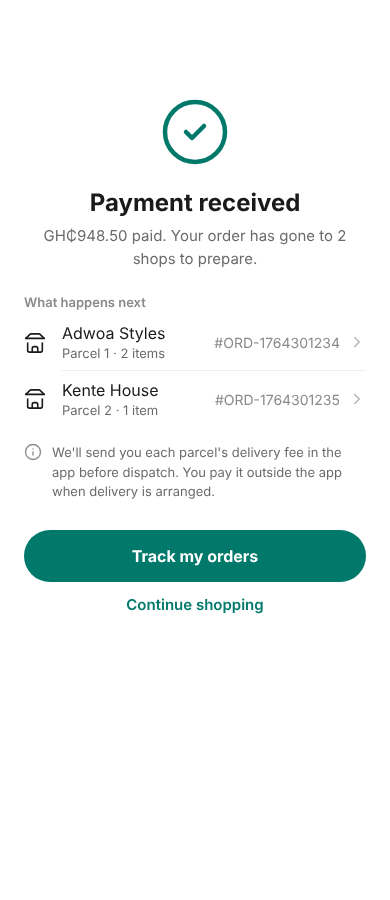 Payment received
GH₵948.50 paid. Your order has gone to 2
shops to prepare.
What happens next
Adwoa Styles
Parcel 1 · 2 items
#ORD-1764301234
Kente House
Parcel 2 · 1 item
#ORD-1764301235
We'll send you each parcel's delivery fee in the
app before dispatch. You pay it outside the app
when delivery is arranged.
Track my orders
Continue shopping